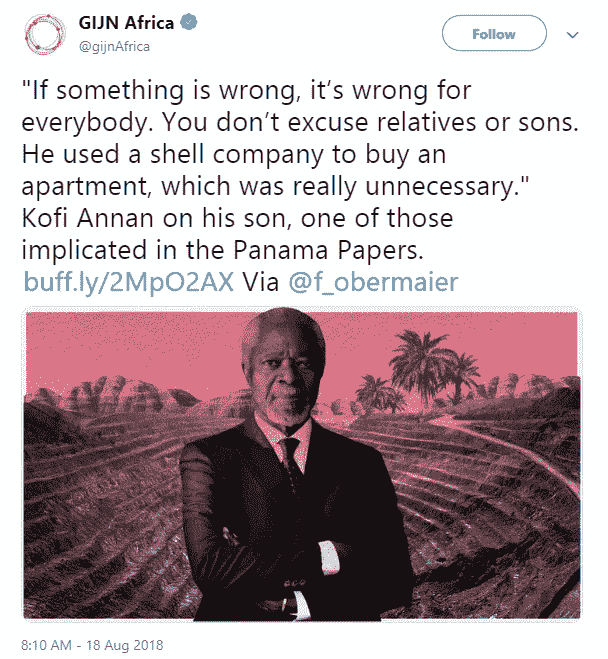 GIJN Africa
@gijnAfrica
Follow
"If something is wrong, it’s wrong for
everybody. You don’t excuse relatives or sons.
He used a shell company to buy an
apartment, which was really unnecessary."
Kofi Annan on his son, one of those
implicated in the Panama Papers.
buff.ly/2MpO2AX Via @f_obermaier
8:10 AM - 18 Aug 2018